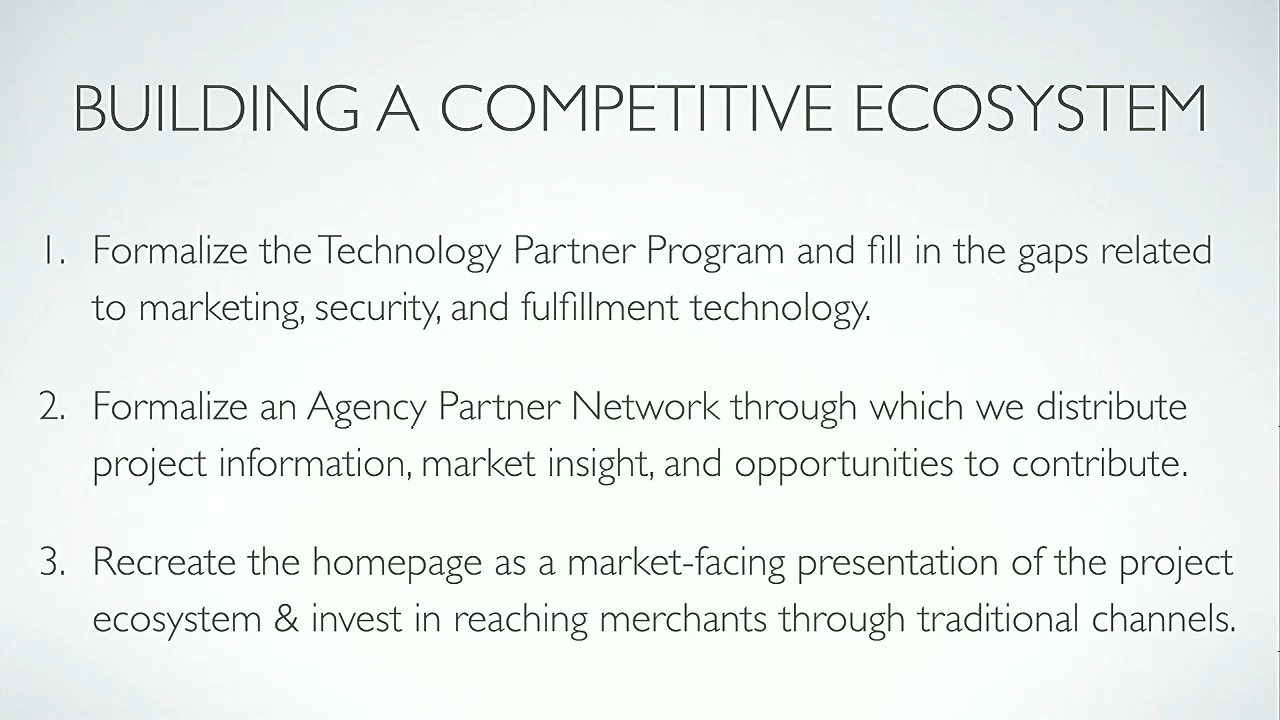 BUILDING A COMPETITIVE ECOSYSTEM
1. Formalize the Technology Partner Program and fill in the gaps related
to marketing, security, and fulfillment technology.
2. Formalize an Agency Partner Network through which we distribute
project information, market insight, and opportunities to contribute.
3. Recreate the homepage as a market-facing presentation of the project
ecosystem & invest in reaching merchants through traditional channels.